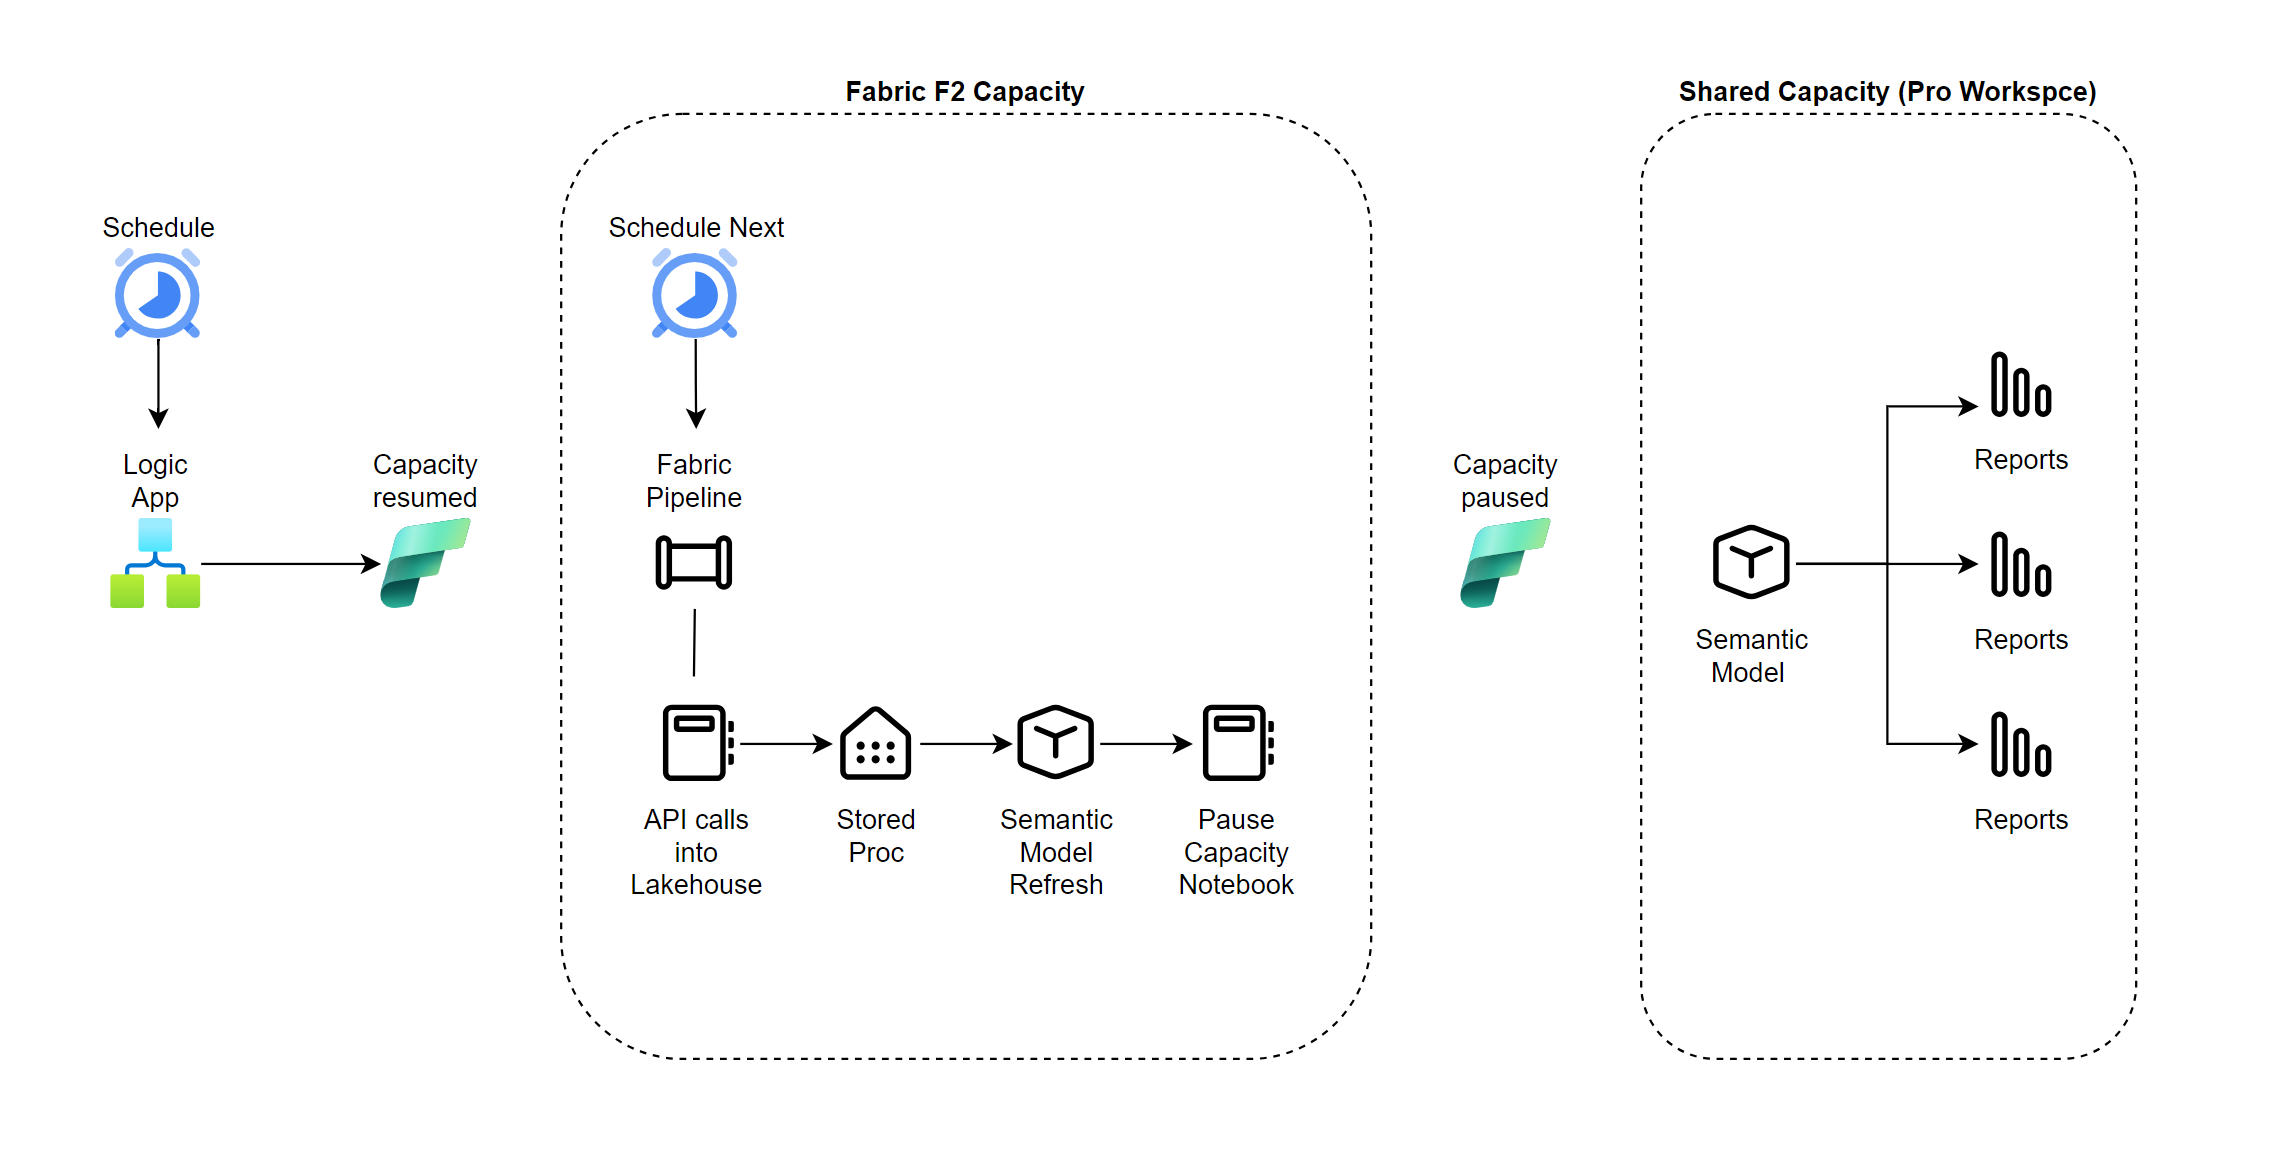 Fabric F2 Capacity
Shared Capacity (Pro Workspce)
Schedule
Schedule Next
Logic
App
Capacity
resumed
Fabric
Pipeline
Capacity
paused
Reports
Semantic
Model
Reports
Reports
API calls
into
Lakehouse
Stored
Proc
Semantic
Model
Refresh
Pause
Capacity
Notebook